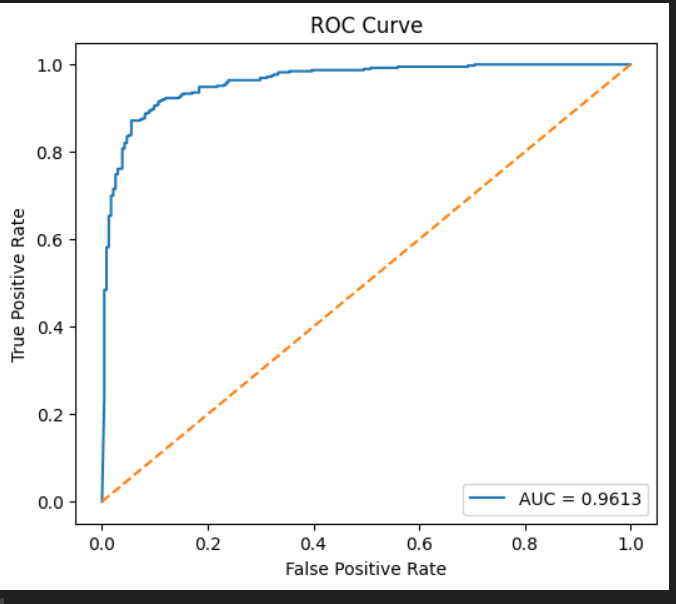 ROC Curve
1.0
0.8
0.6
0.4
0.2
0.0
True Positive Rate
AUC = 0.9613
0.0 0.2 0.4 0.6 0.8 1.0
False Positive Rate